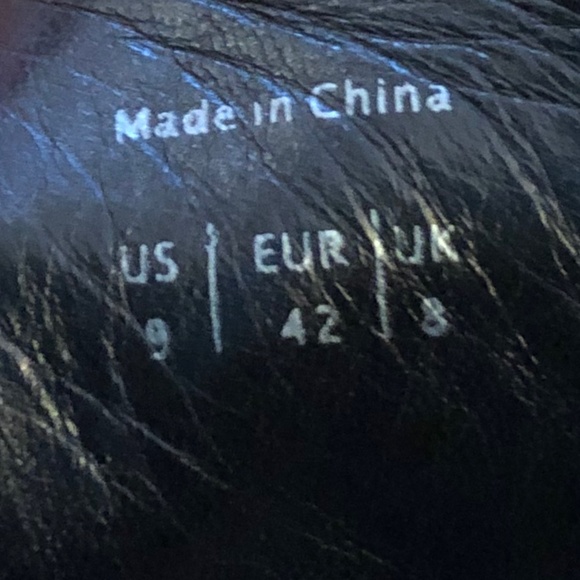 Made in China
US | EUR | UK
9 | 42 | 8